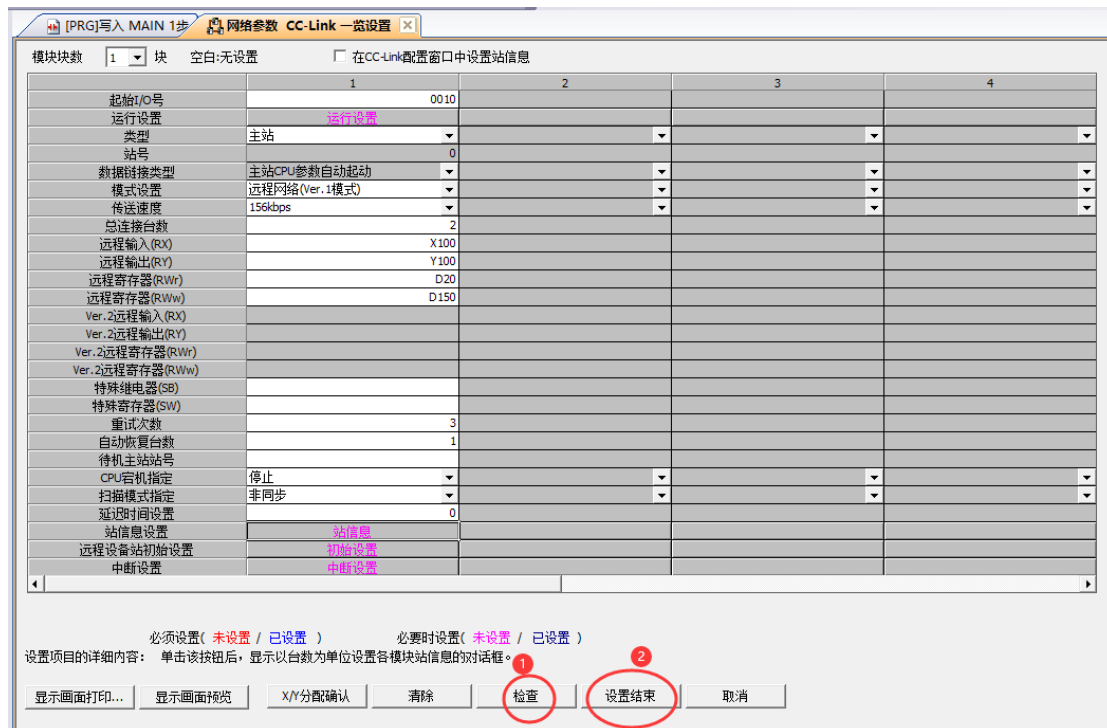 [PRG]写入 MAIN 1步 网络参数 CC-Link 一览设置
模块块数 1 块 空白:无设置 在CC-Link配置窗口中设置站信息
1 2 3 4
起始I/O号 0010
运行设置 运行设置
类型 主站
站号 0
数据链接类型 主站CPU参数自动起动
模式设置 远程网络(Ver.1模式)
传送速度 156kbps
总连接台数 2
远程输入(RX) X100
远程输出(RY) Y100
远程寄存器(RWr) D20
远程寄存器(RWw) D150
Ver.2远程输入(RX)
Ver.2远程输出(RY)
Ver.2远程寄存器(RWr)
Ver.2远程寄存器(RWw)
特殊继电器(SB)
特殊寄存器(SW)
重试次数 3
自动恢复台数 1
待机主站站号
CPU宕机指定 停止
扫描模式指定 非同步
延迟时间设置 0
站信息设置 站信息
远程设备站初始设置 初始设置
中断设置 中断设置
必须设置( 未设置 / 已设置 ) 必要时设置( 未设置 / 已设置 )
设置项目的详细内容: 单击该按钮后，显示以台数为单位设置各模块站信息的对话框。
1 2
显示画面打印... 显示画面预览 X/Y分配确认 清除 检查 设置结束 取消